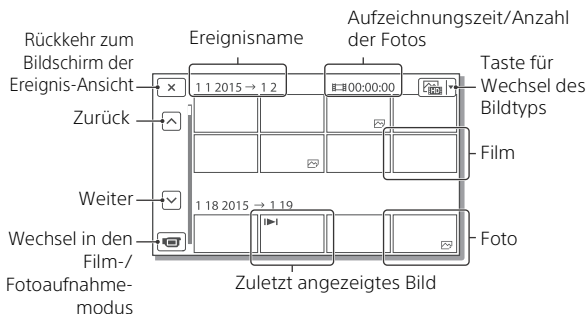 Aufzeichnungszeit/Anzahl
der Fotos
Rückkehr zum
Bildschirm der
Ereignis-Ansicht
Ereignisname
Taste für
Wechsel des
Bildtyps
1 1 2015 → 1 2
00:00:00
HD
Zurück
Film
Weiter
1 18 2015 → 1 19
Wechsel in den
Film-/
Fotoaufnahme-
modus
Foto
Zuletzt angezeigtes Bild